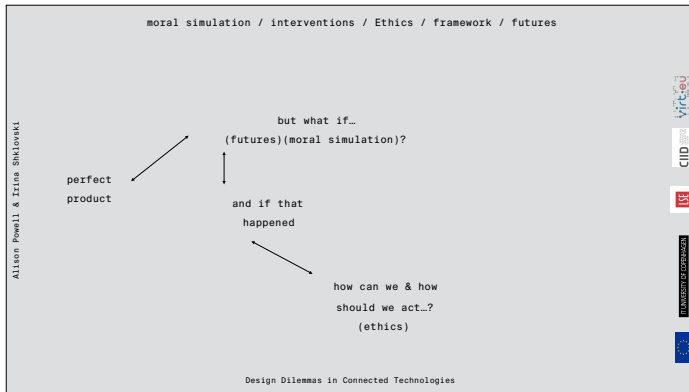 moral simulation / interventions / Ethics / framework / futures
Alison Powell & Irina Shklovski
but what if…
(futures)(moral simulation)?
perfect
product
and if that
happened
how can we & how
should we act…?
(ethics)
virt:eu
CIID
LSE
IT UNIVERSITY OF COPENHAGEN
Design Dilemmas in Connected Technologies